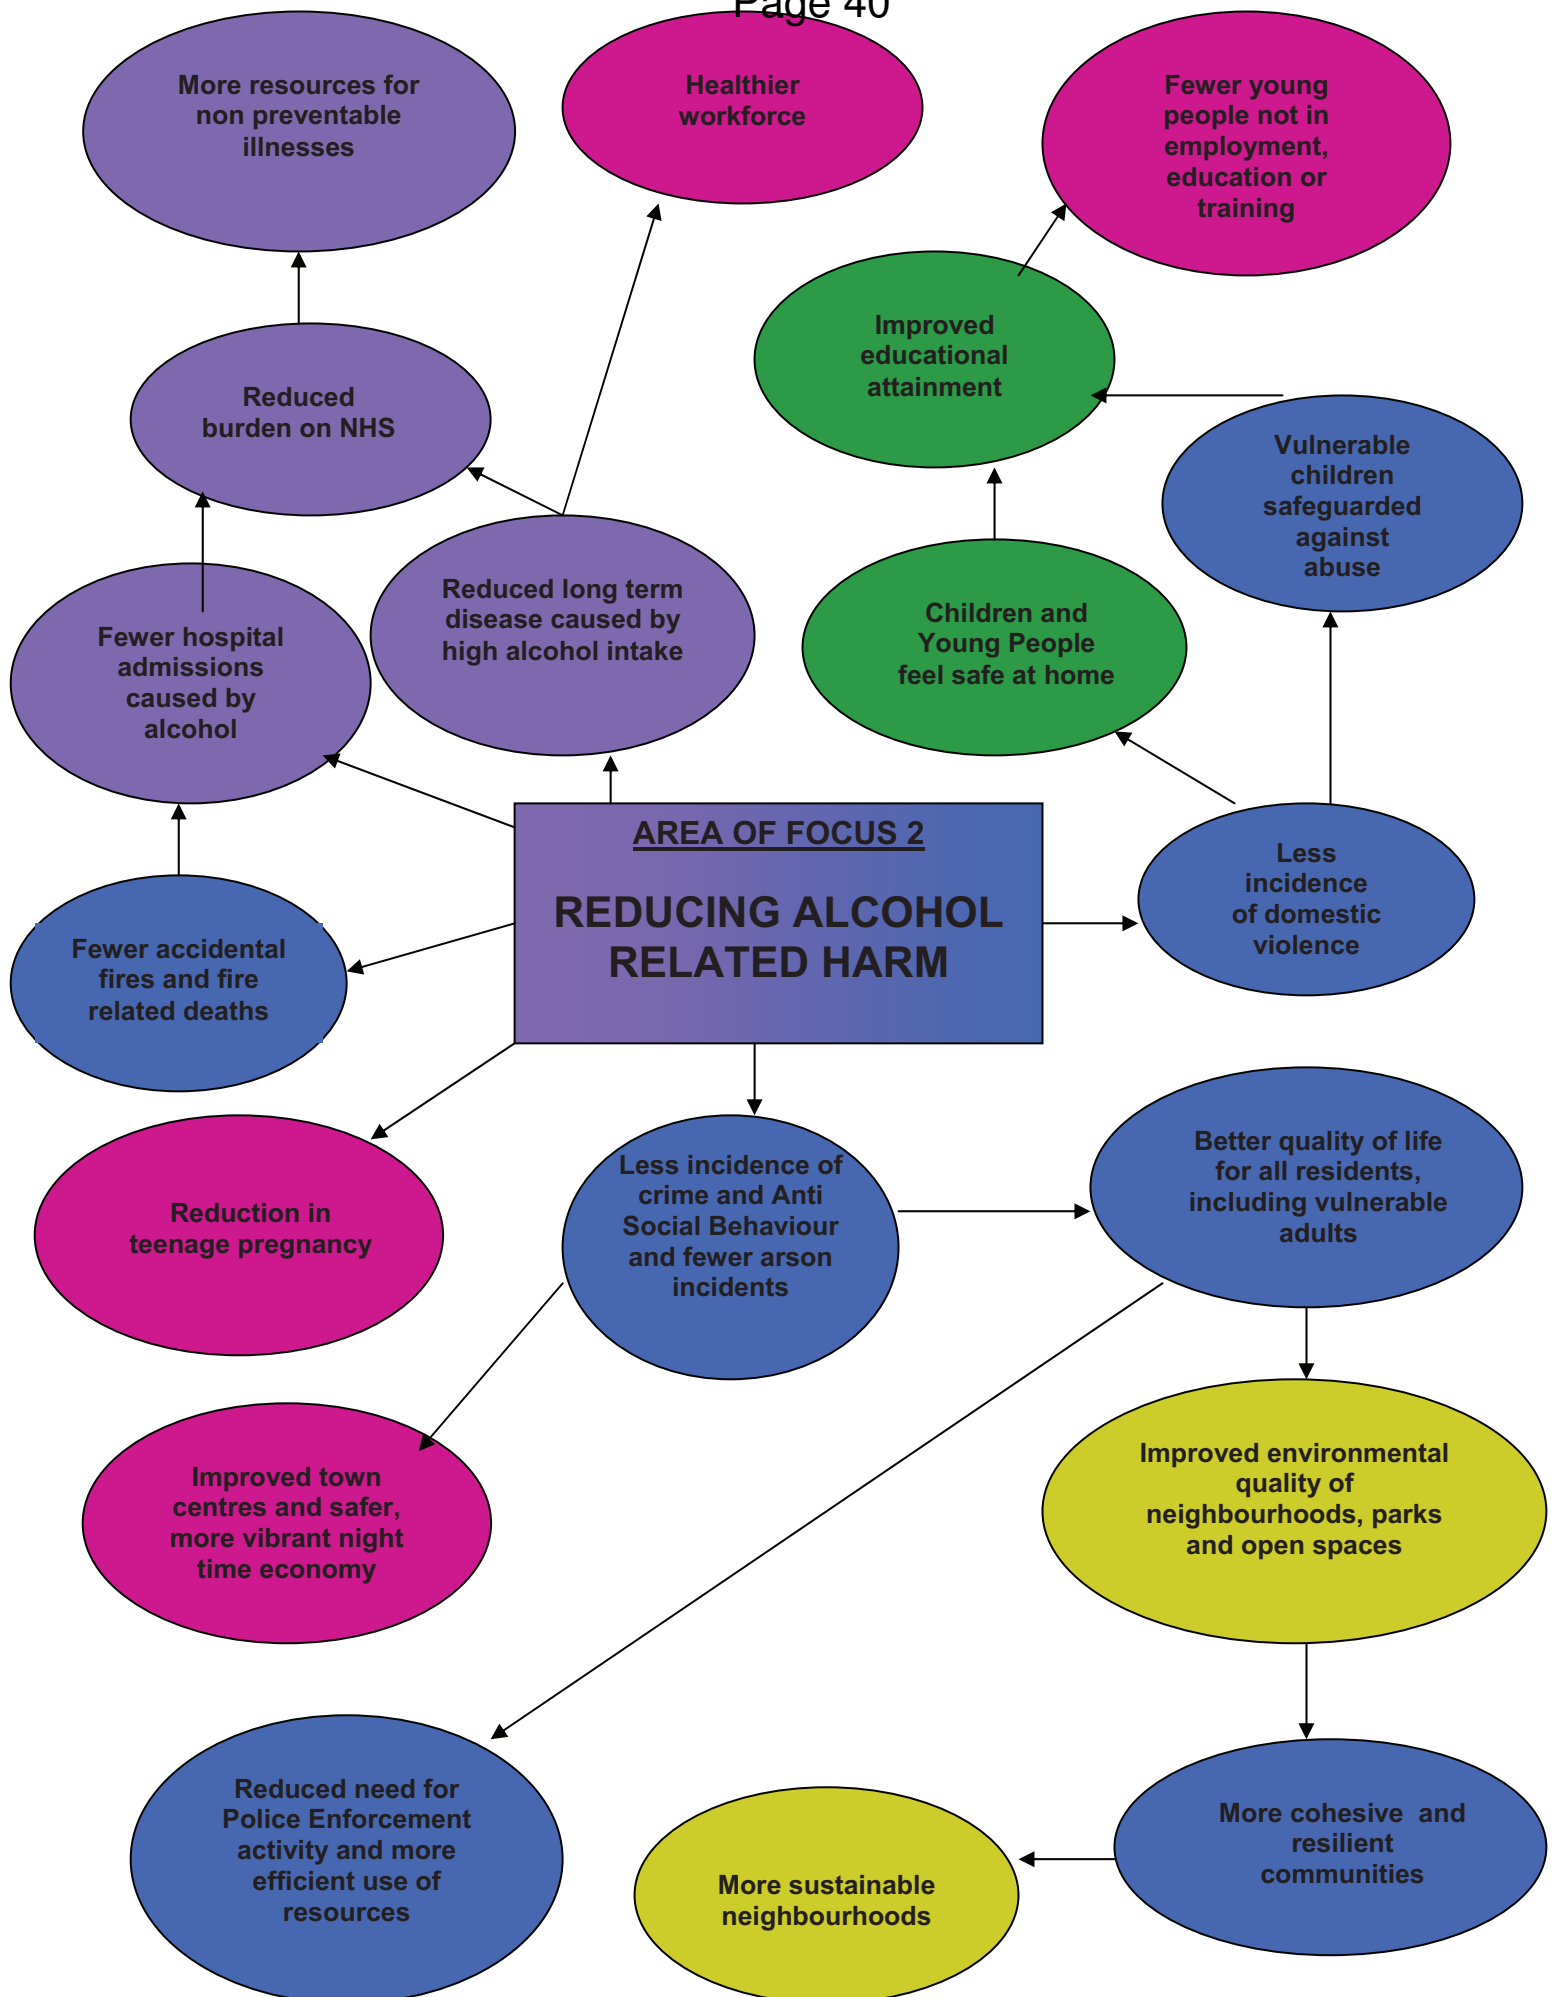 Page 40
More resources for
non preventable
illnesses
Healthier
workforce
Fewer young
people not in
employment,
education or
training
Improved
educational
attainment
Reduced
burden on NHS
Vulnerable
children
safeguarded
against
abuse
Reduced long term
disease caused by
high alcohol intake
Children and
Young People
feel safe at home
Fewer hospital
admissions
caused by
alcohol
AREA OF FOCUS 2
REDUCING ALCOHOL
RELATED HARM
Less
incidence
of domestic
violence
Fewer accidental
fires and fire
related deaths
Reduction in
teenage pregnancy
Less incidence of
crime and Anti
Social Behaviour
and fewer arson
incidents
Better quality of life
for all residents,
including vulnerable
adults
Improved town
centres and safer,
more vibrant night
time economy
Improved environmental
quality of
neighbourhoods, parks
and open spaces
Reduced need for
Police Enforcement
activity and more
efficient use of
resources
More sustainable
neighbourhoods
More cohesive  and
resilient
communities